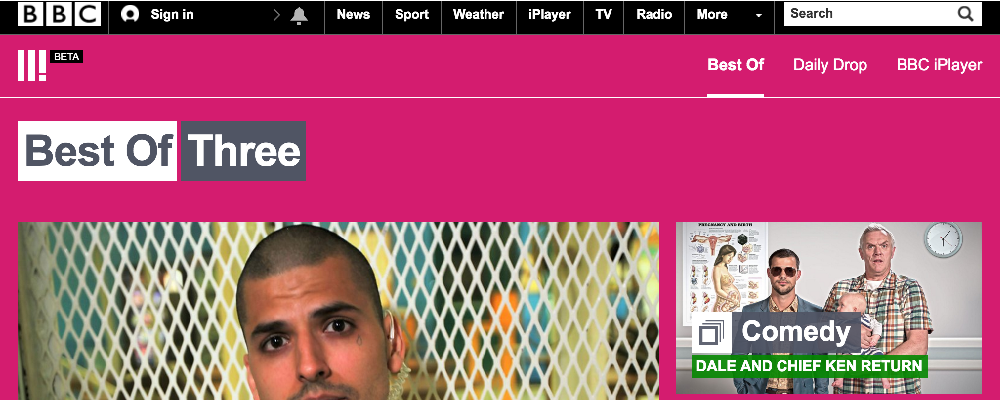 BBC Sign in News Sport Weather iPlayer TV Radio More Search
BETA
Best Of Daily Drop BBC iPlayer
Best Of Three
PREGNANCY AND BIRTH
Comedy
DALE AND CHIEF KEN RETURN